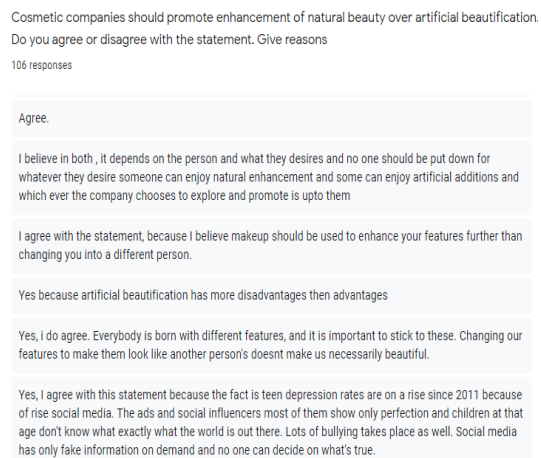 Cosmetic companies should promote enhancement of natural beauty over artificial beautification.
Do you agree or disagree with the statement. Give reasons
106 responses
Agree.
I believe in both , it depends on the person and what they desires and no one should be put down for
whatever they desire someone can enjoy natural enhancement and some can enjoy artificial additions and
which ever the company chooses to explore and promote is upto them
I agree with the statement, because I believe makeup should be used to enhance your features further than
changing you into a different person.
Yes because artificial beautification has more disadvantages then advantages
Yes, i do agree. Everybody is born with different features, and it is important to stick to these. Changing our
features to make them look like another person's doesnt make us necessarily beautiful.
Yes, I agree with this statement because the fact is teen depression rates are on a rise since 2011 because
of rise social media. The ads and social influencers most of them show only perfection and children at that
age don't know what exactly what the world is out there. Lots of bullying takes place as well. Social media
has only fake information on demand and no one can decide on what's true.